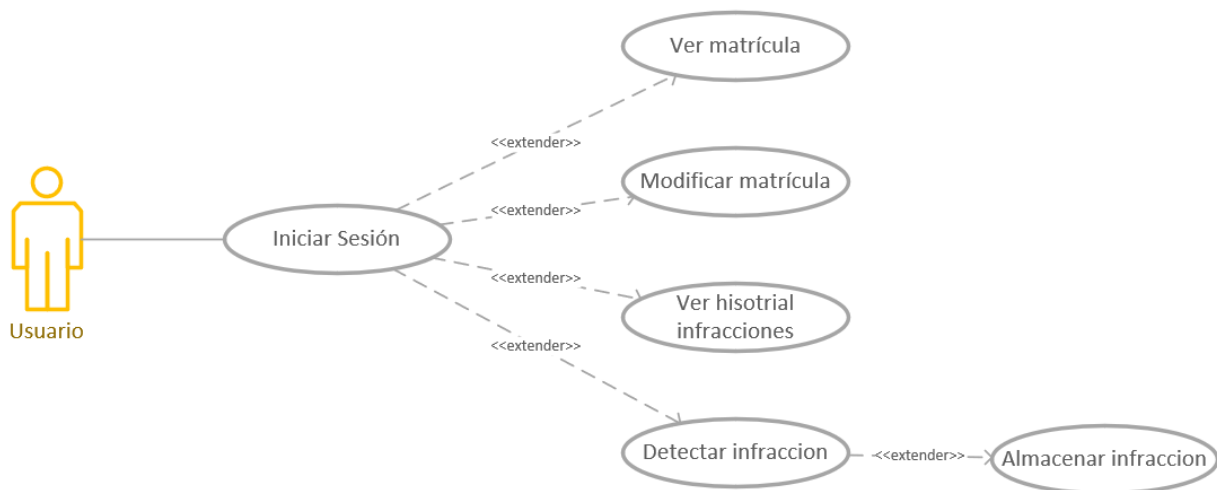 Ver matrícula
<<extender>>
Modificar matrícula
<<extender>>
Iniciar Sesión
<<extender>>
Ver hisotrial
infracciones
Usuario
<<extender>>
Detectar infraccion
<<extender>>
Almacenar infraccion